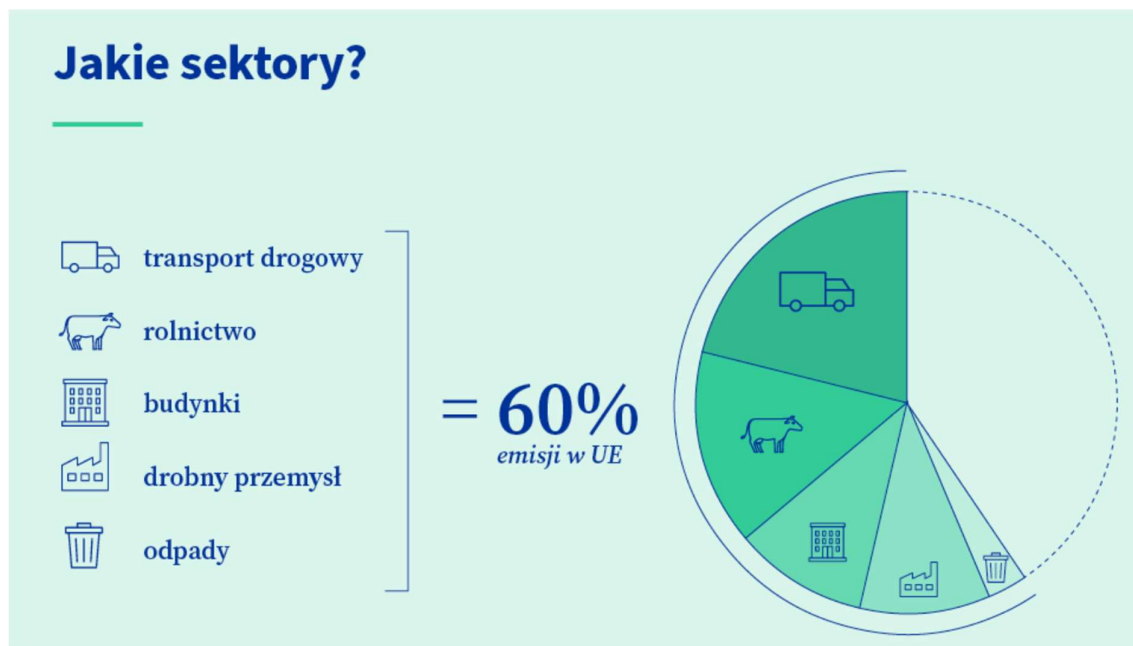 Jakie sektory?
transport drogowy
rolnictwo
budynki
drobny przemysł
odpady
= 60%
emisji w UE